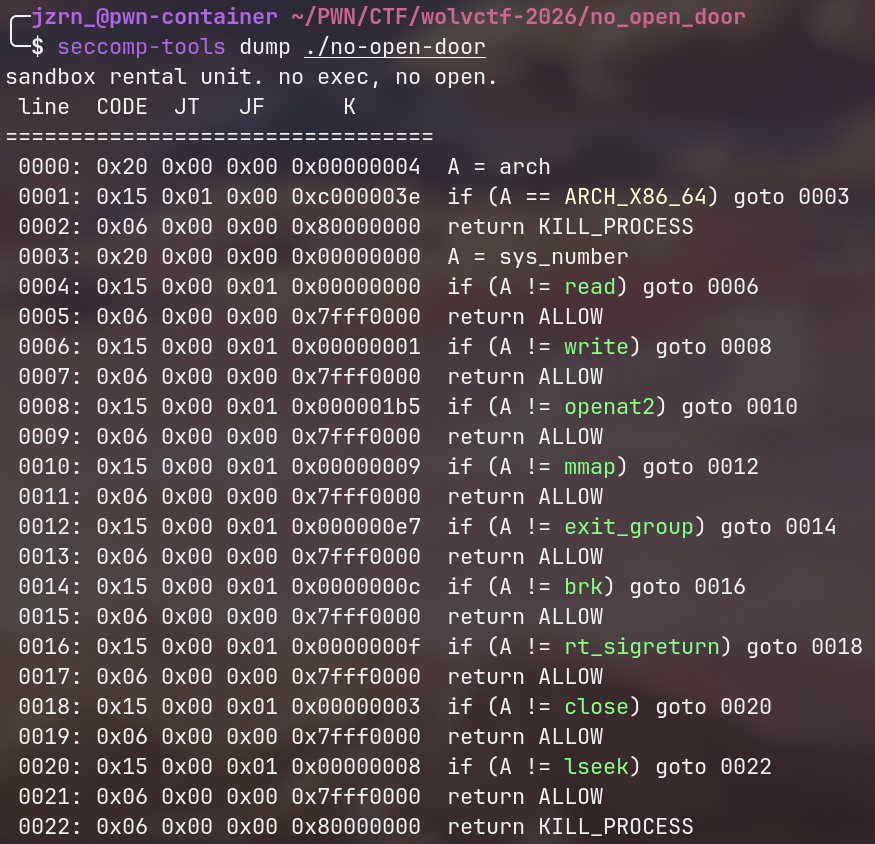 jzrn_@pwn-container ~/PWN/CTF/wolvctf-2026/no_open_door
$ seccomp-tools dump ./no-open-door
sandbox rental unit. no exec, no open.
 line  CODE  JT   JF      K
=================================
 0000: 0x20 0x00 0x00 0x00000004  A = arch
 0001: 0x15 0x01 0x00 0xc000003e  if (A == ARCH_X86_64) goto 0003
 0002: 0x06 0x00 0x00 0x80000000  return KILL_PROCESS
 0003: 0x20 0x00 0x00 0x00000000  A = sys_number
 0004: 0x15 0x00 0x01 0x00000000  if (A != read) goto 0006
 0005: 0x06 0x00 0x00 0x7fff0000  return ALLOW
 0006: 0x15 0x00 0x01 0x00000001  if (A != write) goto 0008
 0007: 0x06 0x00 0x00 0x7fff0000  return ALLOW
 0008: 0x15 0x00 0x01 0x000001b5  if (A != openat2) goto 0010
 0009: 0x06 0x00 0x00 0x7fff0000  return ALLOW
 0010: 0x15 0x00 0x01 0x00000009  if (A != mmap) goto 0012
 0011: 0x06 0x00 0x00 0x7fff0000  return ALLOW
 0012: 0x15 0x00 0x01 0x000000e7  if (A != exit_group) goto 0014
 0013: 0x06 0x00 0x00 0x7fff0000  return ALLOW
 0014: 0x15 0x00 0x01 0x0000000c  if (A != brk) goto 0016
 0015: 0x06 0x00 0x00 0x7fff0000  return ALLOW
 0016: 0x15 0x00 0x01 0x0000000f  if (A != rt_sigreturn) goto 0018
 0017: 0x06 0x00 0x00 0x7fff0000  return ALLOW
 0018: 0x15 0x00 0x01 0x00000003  if (A != close) goto 0020
 0019: 0x06 0x00 0x00 0x7fff0000  return ALLOW
 0020: 0x15 0x00 0x01 0x00000008  if (A != lseek) goto 0022
 0021: 0x06 0x00 0x00 0x7fff0000  return ALLOW
 0022: 0x06 0x00 0x00 0x80000000  return KILL_PROCESS